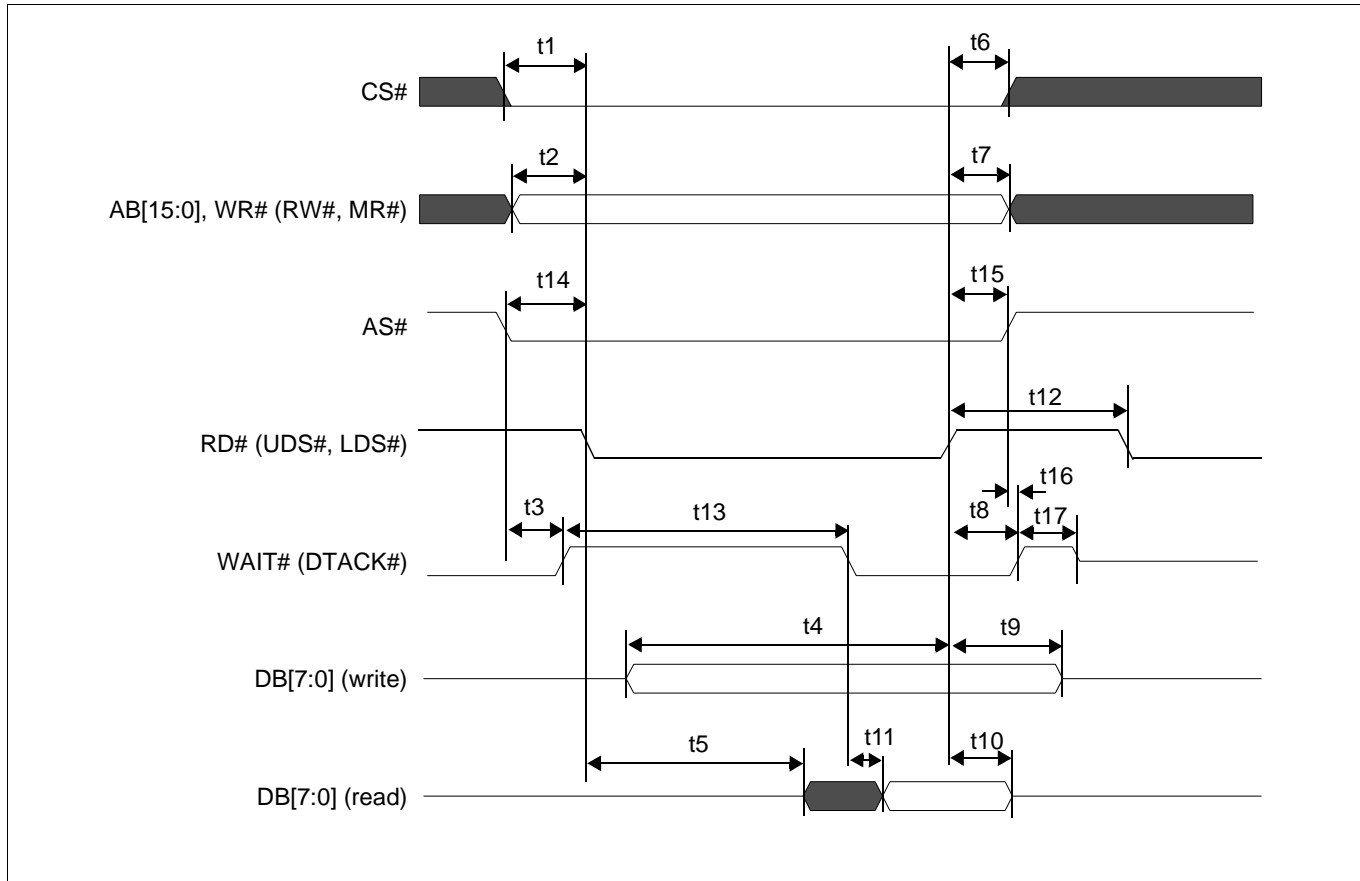 t1
t6
CS#
t2
t7
AB[15:0], WR# (RW#, MR#)
t14
t15
AS#
t12
RD# (UDS#, LDS#)
t16
t3
t13
t8
t17
WAIT# (DTACK#)
t4
t9
DB[7:0] (write)
t5
t11
t10
DB[7:0] (read)